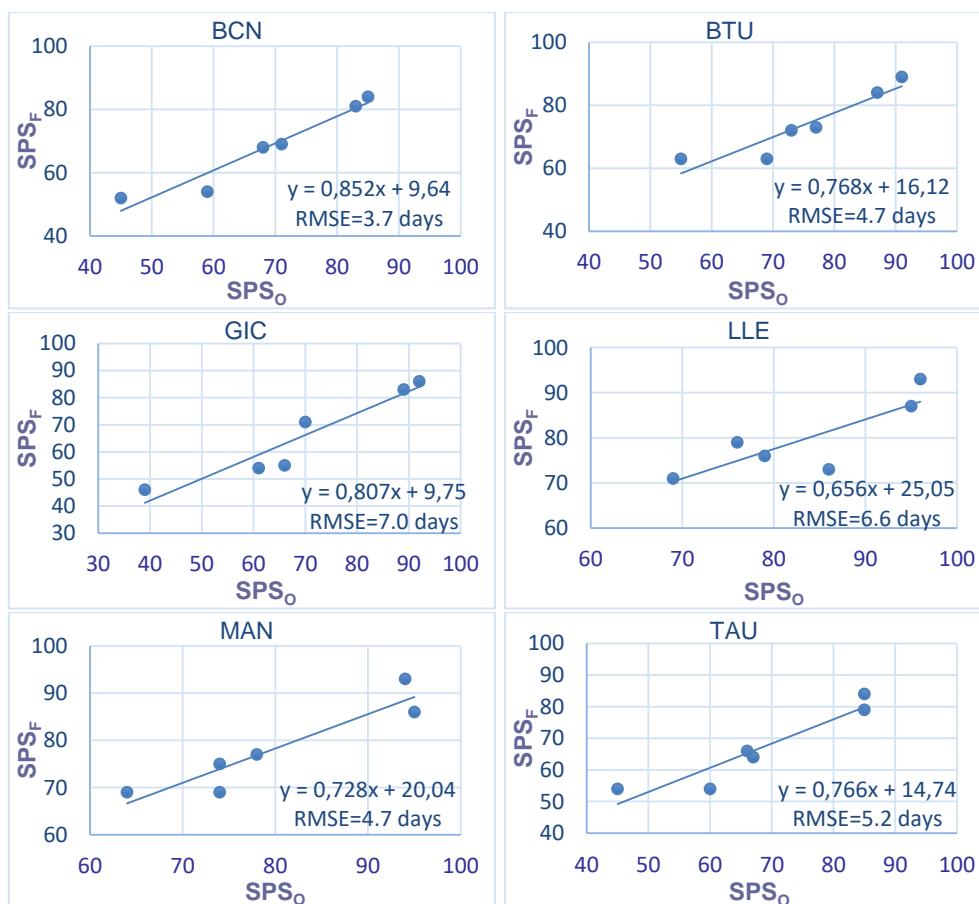 BCN
100
80
60
40
SPSF
y = 0,852x + 9,64
RMSE=3.7 days
40 50 60 70 80 90 100
SPSO
BTU
100
80
60
40
SPSF
y = 0,768x + 16,12
RMSE=4.7 days
40 50 60 70 80 90 100
SPSO
GIC
100
90
80
70
60
50
40
30
SPSF
y = 0,807x + 9,75
RMSE=7.0 days
30 40 50 60 70 80 90 100
SPSO
LLE
100
90
80
70
60
SPSF
y = 0,656x + 25,05
RMSE=6.6 days
60 70 80 90 100
SPSO
MAN
100
90
80
70
60
SPSF
y = 0,728x + 20,04
RMSE=4.7 days
60 70 80 90 100
SPSO
TAU
100
90
80
70
60
50
40
SPSF
y = 0,766x + 14,74
RMSE=5.2 days
40 50 60 70 80 90 100
SPSO